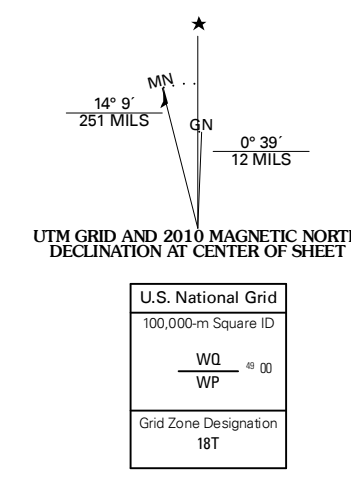 ★
MN
GN
14° 9´
251 MILS
0° 39´
12 MILS
UTM GRID AND 2010 MAGNETIC NORTH
DECLINATION AT CENTER OF SHEET
U.S. National Grid
100,000-m Square ID
WQ
49 00
WP
Grid Zone Designation
18T